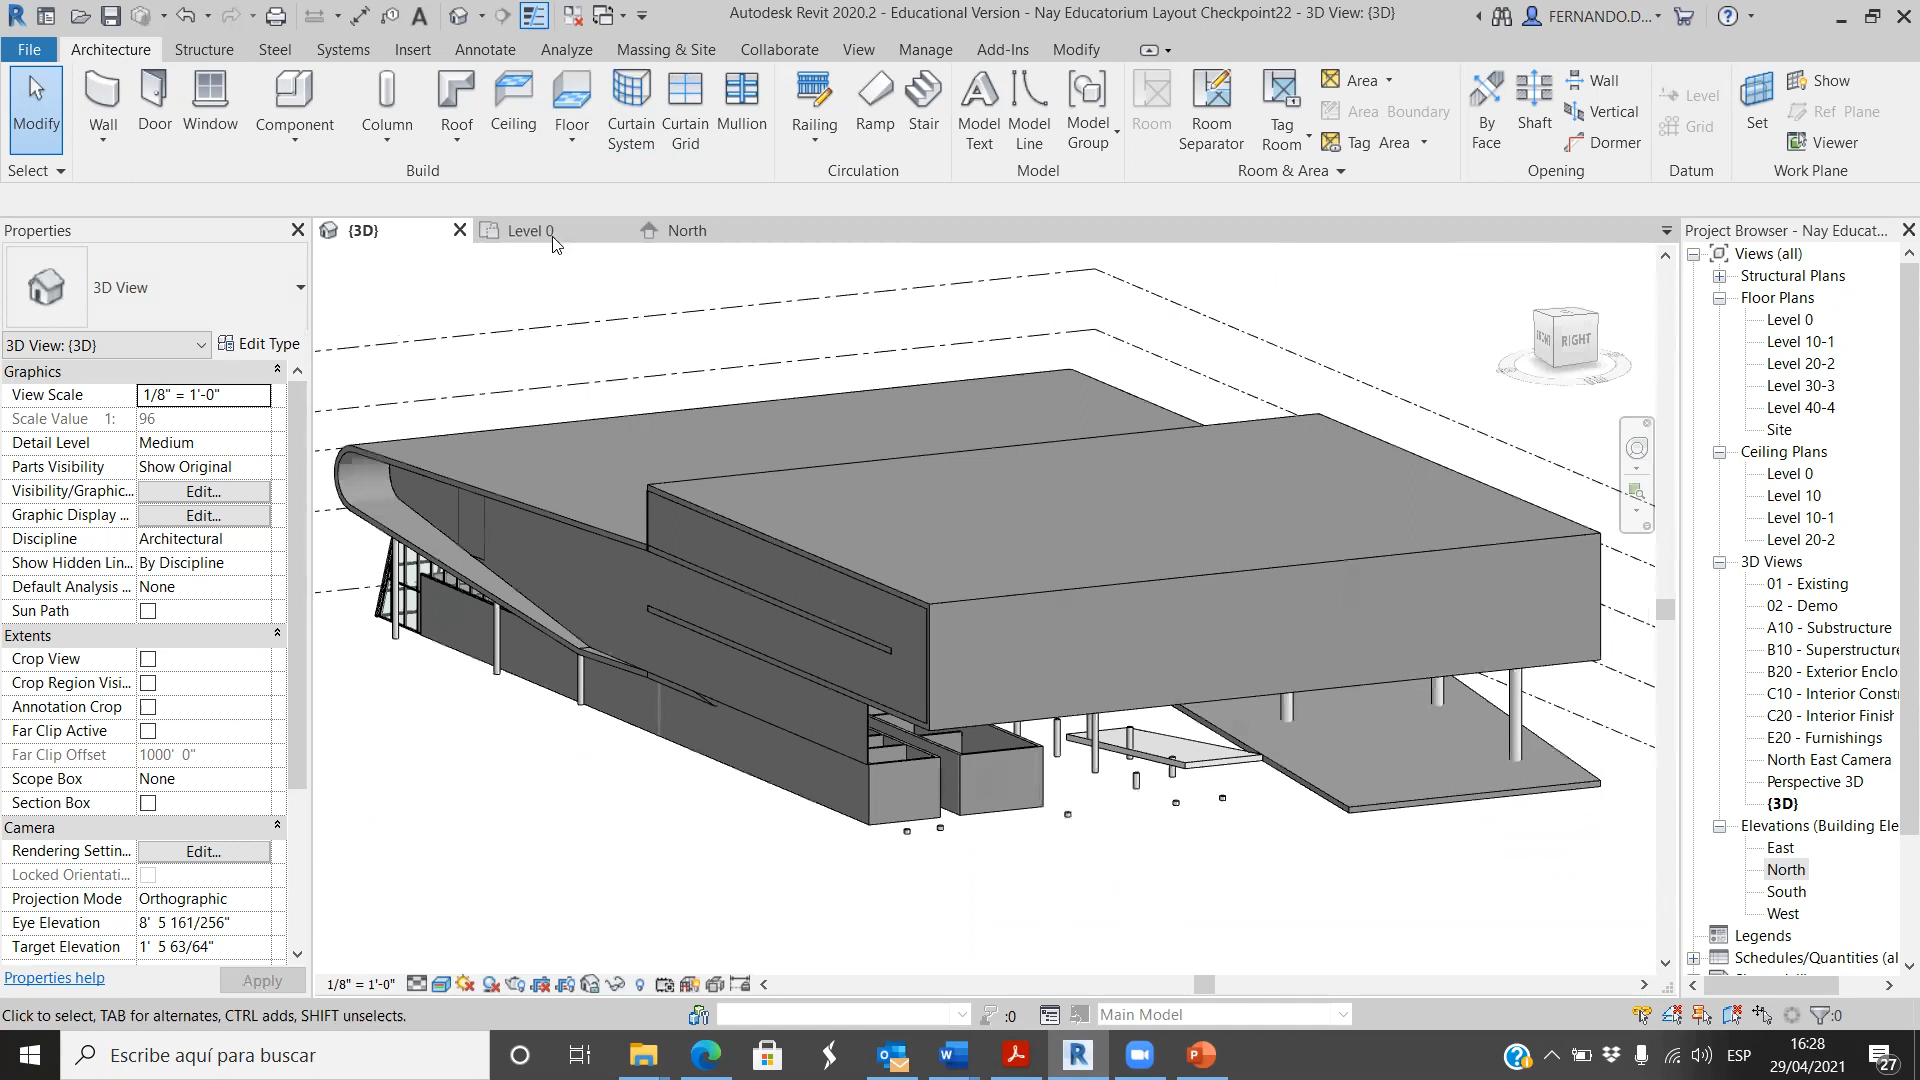 Autodesk Revit 2020.2 - Educational Version - Nay Educatorium Layout Checkpoint22 - 3D View: {3D}
FERNANDO.D...
File Architecture Structure Steel Systems Insert Annotate Analyze Massing & Site Collaborate View Manage Add-Ins Modify
Modify Wall Door Window Component Column Roof Ceiling Floor Curtain System Curtain Grid Mullion Railing Ramp Stair Model Text Model Line Model Group Room Room Separator Tag Room
Area
Area Boundary
Tag Area
By Face Shaft
Wall
Vertical
Dormer
Level
Grid
Set
Show
Ref Plane
Viewer
Select Build Circulation Model Room & Area Opening Datum Work Plane
Properties
3D View
3D View: {3D} Edit Type
Graphics
View Scale 1/8" = 1'-0"
Scale Value 1: 96
Detail Level Medium
Parts Visibility Show Original
Visibility/Graphic... Edit...
Graphic Display ... Edit...
Discipline Architectural
Show Hidden Lin... By Discipline
Default Analysis ... None
Sun Path
Extents
Crop View
Crop Region Visi...
Annotation Crop
Far Clip Active
Far Clip Offset 1000' 0"
Scope Box None
Section Box
Camera
Rendering Settin... Edit...
Locked Orientati...
Projection Mode Orthographic
Eye Elevation 8' 5 161/256"
Target Elevation 1' 5 63/64"
Properties help Apply
{3D} Level 0 North
FRONT RIGHT
Project Browser - Nay Educat...
Views (all)
Structural Plans
Floor Plans
Level 0
Level 10-1
Level 20-2
Level 30-3
Level 40-4
Site
Ceiling Plans
Level 0
Level 10
Level 10-1
Level 20-2
3D Views
01 - Existing
02 - Demo
A10 - Substructure
B10 - Superstructure
B20 - Exterior Enclo
C10 - Interior Const
C20 - Interior Finish
E20 - Furnishings
North East Camera
Perspective 3D
{3D}
Elevations (Building Ele
East
North
South
West
Legends
Schedules/Quantities (al
1/8" = 1'-0"
Click to select, TAB for alternates, CTRL adds, SHIFT unselects.
:0
Main Model
:0
Escribe aquí para buscar
ESP
16:28
29/04/2021
27